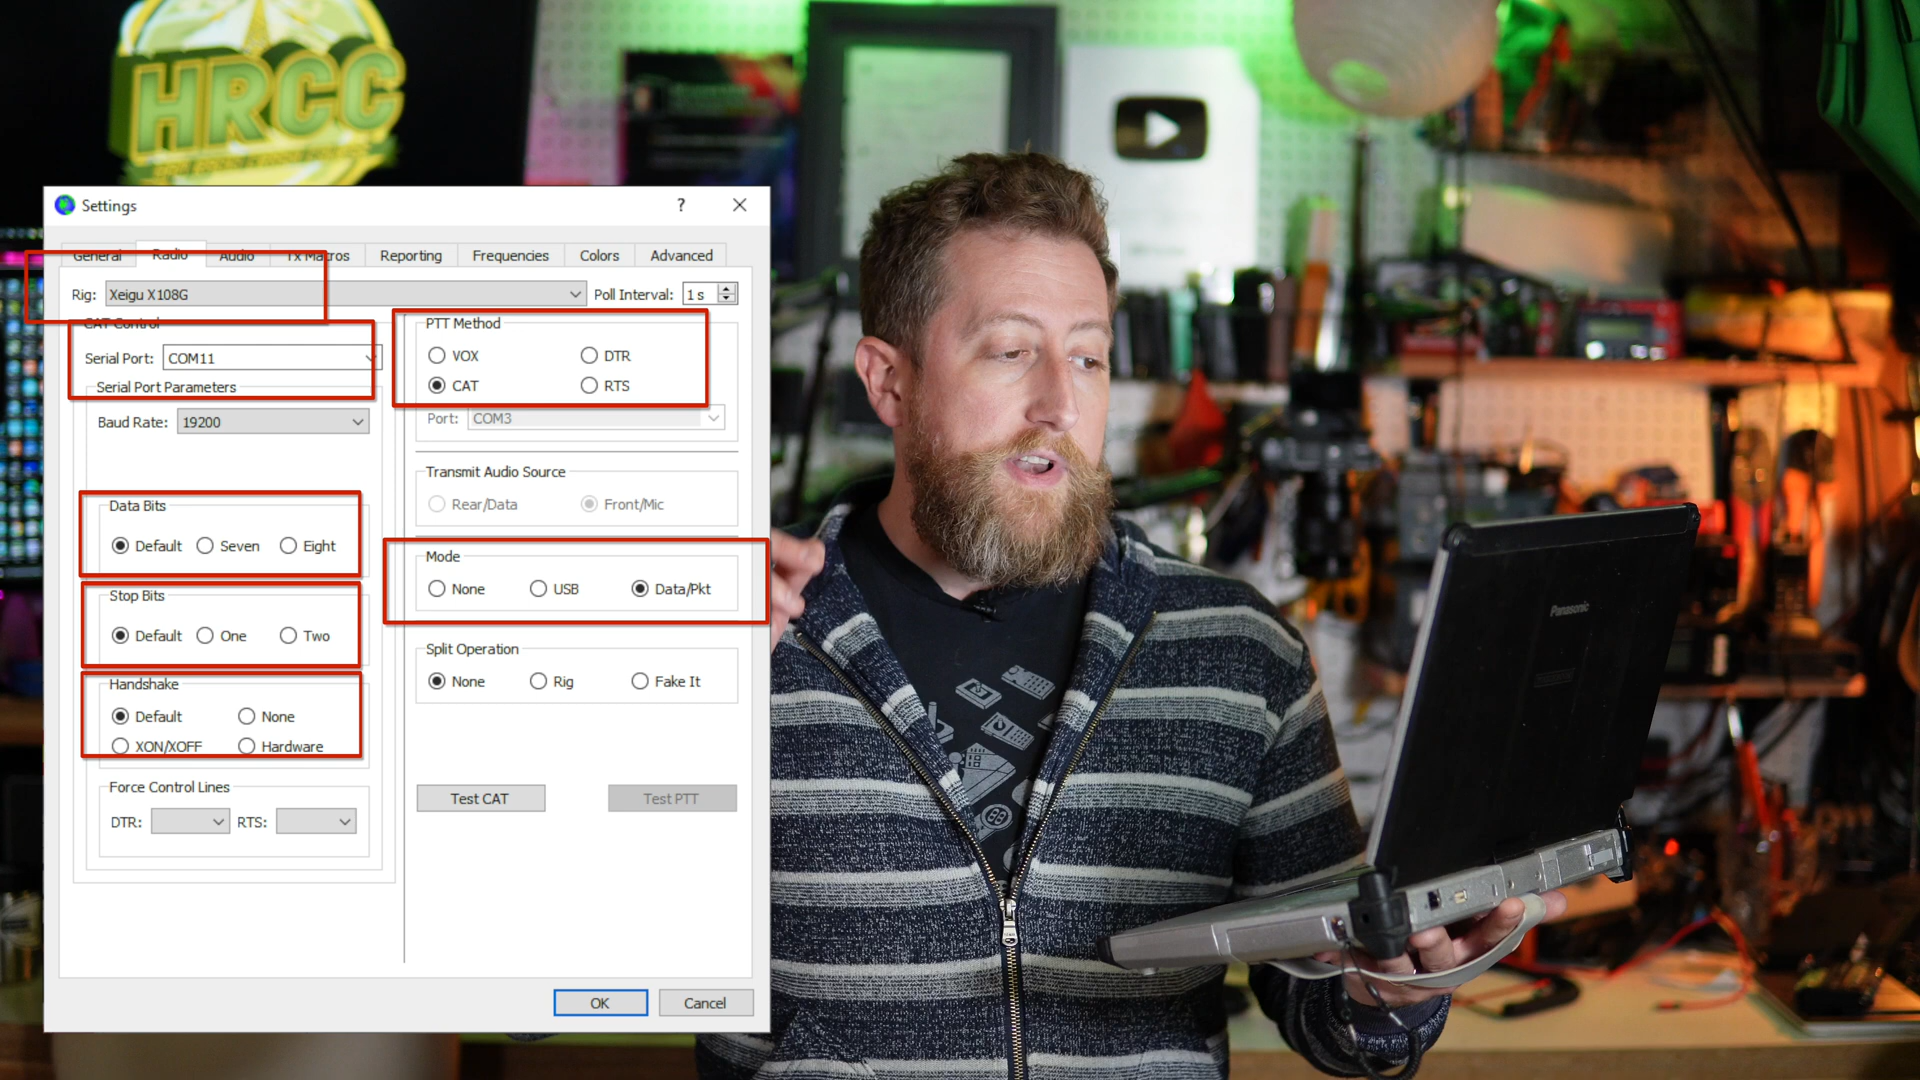 HRCC
Settings
?
General Radio Audio Tx Macros Reporting Frequencies Colors Advanced
Rig: Xeigu X108G Poll Interval: 1 s
CAT Control
Serial Port: COM11
Serial Port Parameters
Baud Rate: 19200
Data Bits
Default Seven Eight
Stop Bits
Default One Two
Handshake
Default None
XON/XOFF Hardware
Force Control Lines
DTR: RTS:
PTT Method
VOX DTR
CAT RTS
Port: COM3
Transmit Audio Source
Rear/Data Front/Mic
Mode
None USB Data/Pkt
Split Operation
None Rig Fake It
Test CAT Test PTT
OK Cancel
Panasonic